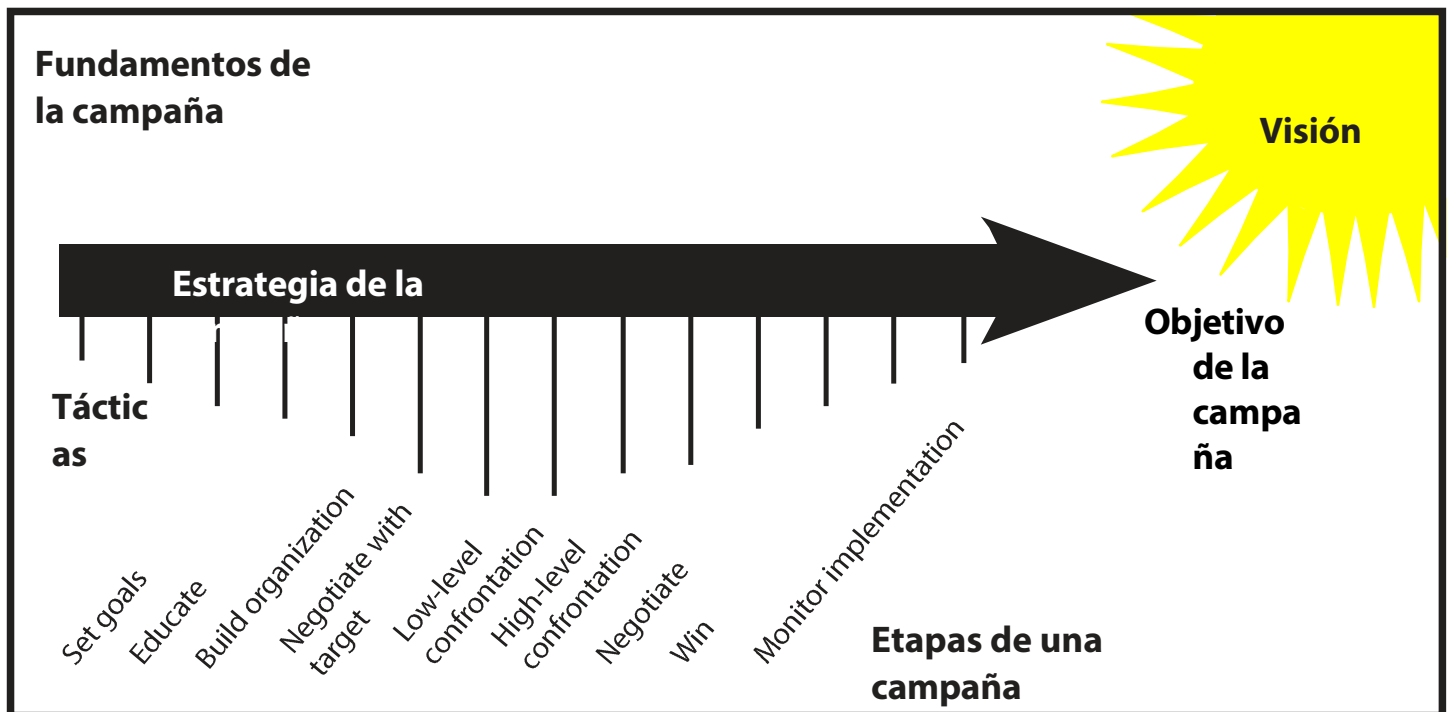 Fundamentos de
la campaña
Visión
Estrategia de la
Objetivo
de la
campa
ña
Táctic
as
Set goals
Educate
Build organization
Negotiate with
target
Low-level
confrontation
High-level
confrontation
Negotiate
Win
Monitor implementation
Etapas de una
campaña